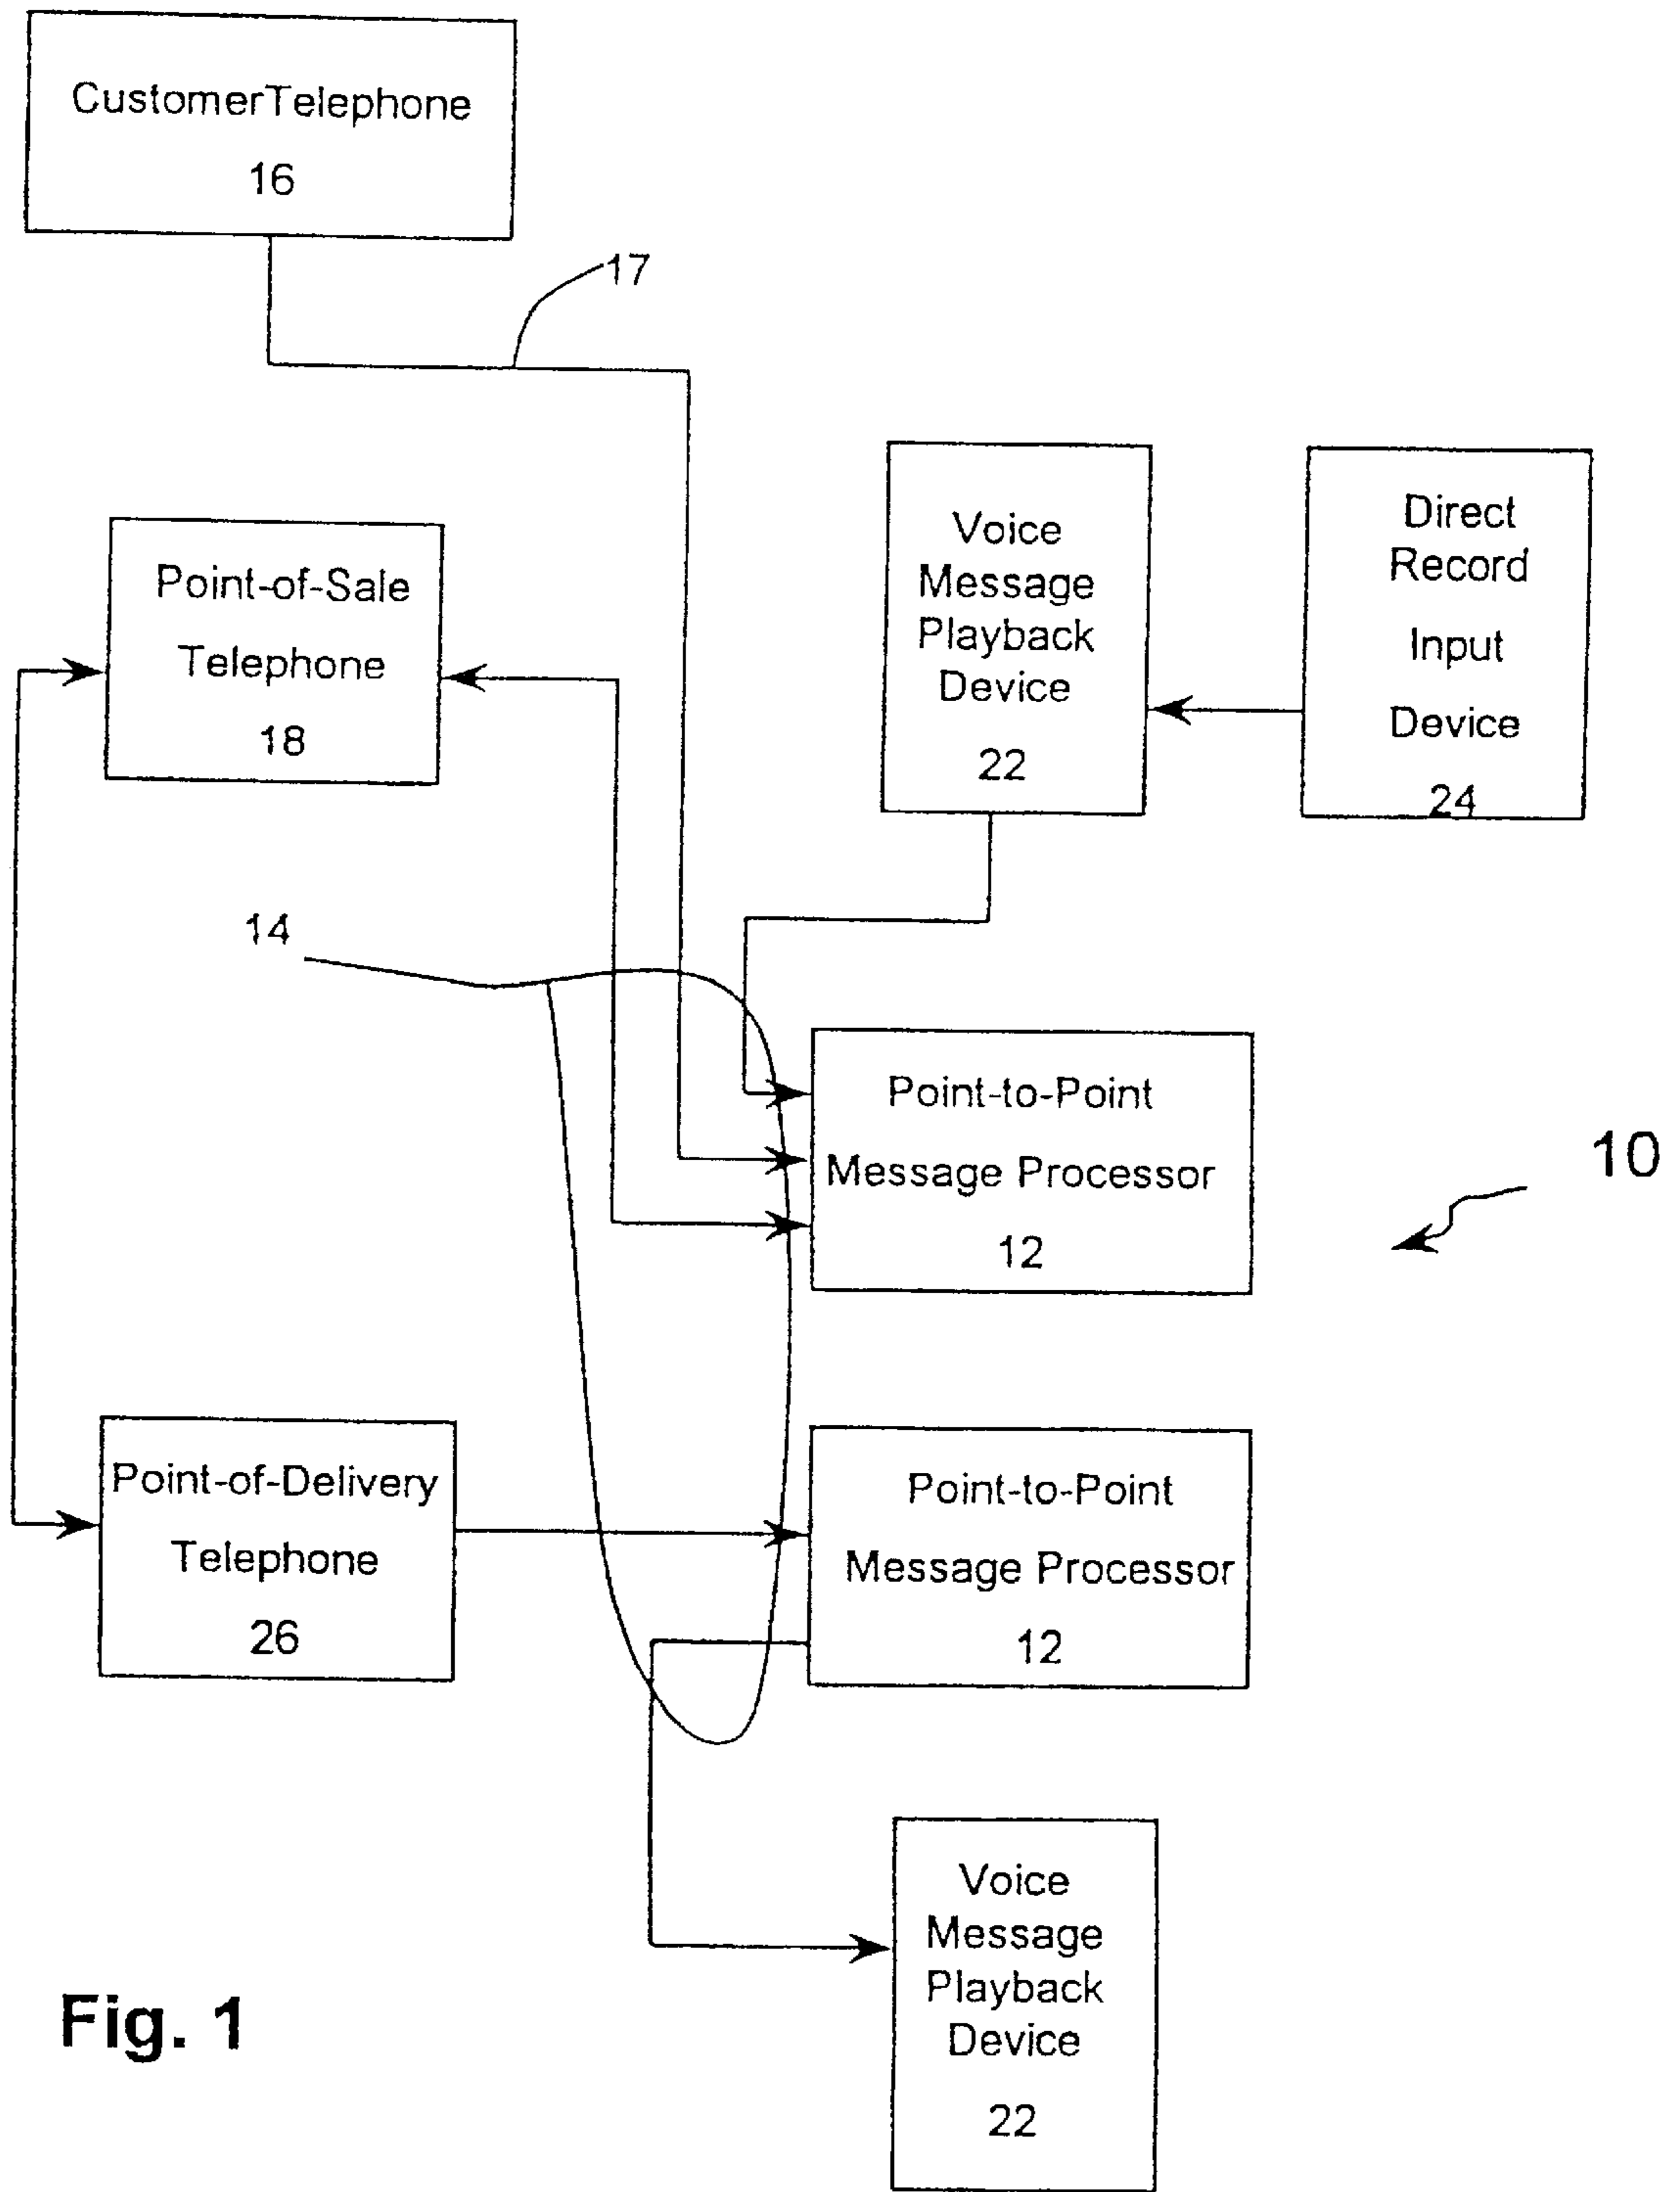 CustomerTelephone
16
17
Point-of-Sale
Telephone
18
Voice
Message
Playback
Device
22
Direct
Record
Input
Device
24
14
Point-to-Point
Message Processor
12
10
Point-of-Delivery
Telephone
26
Point-to-Point
Message Processor
12
Voice
Message
Playback
Device
22
Fig. 1